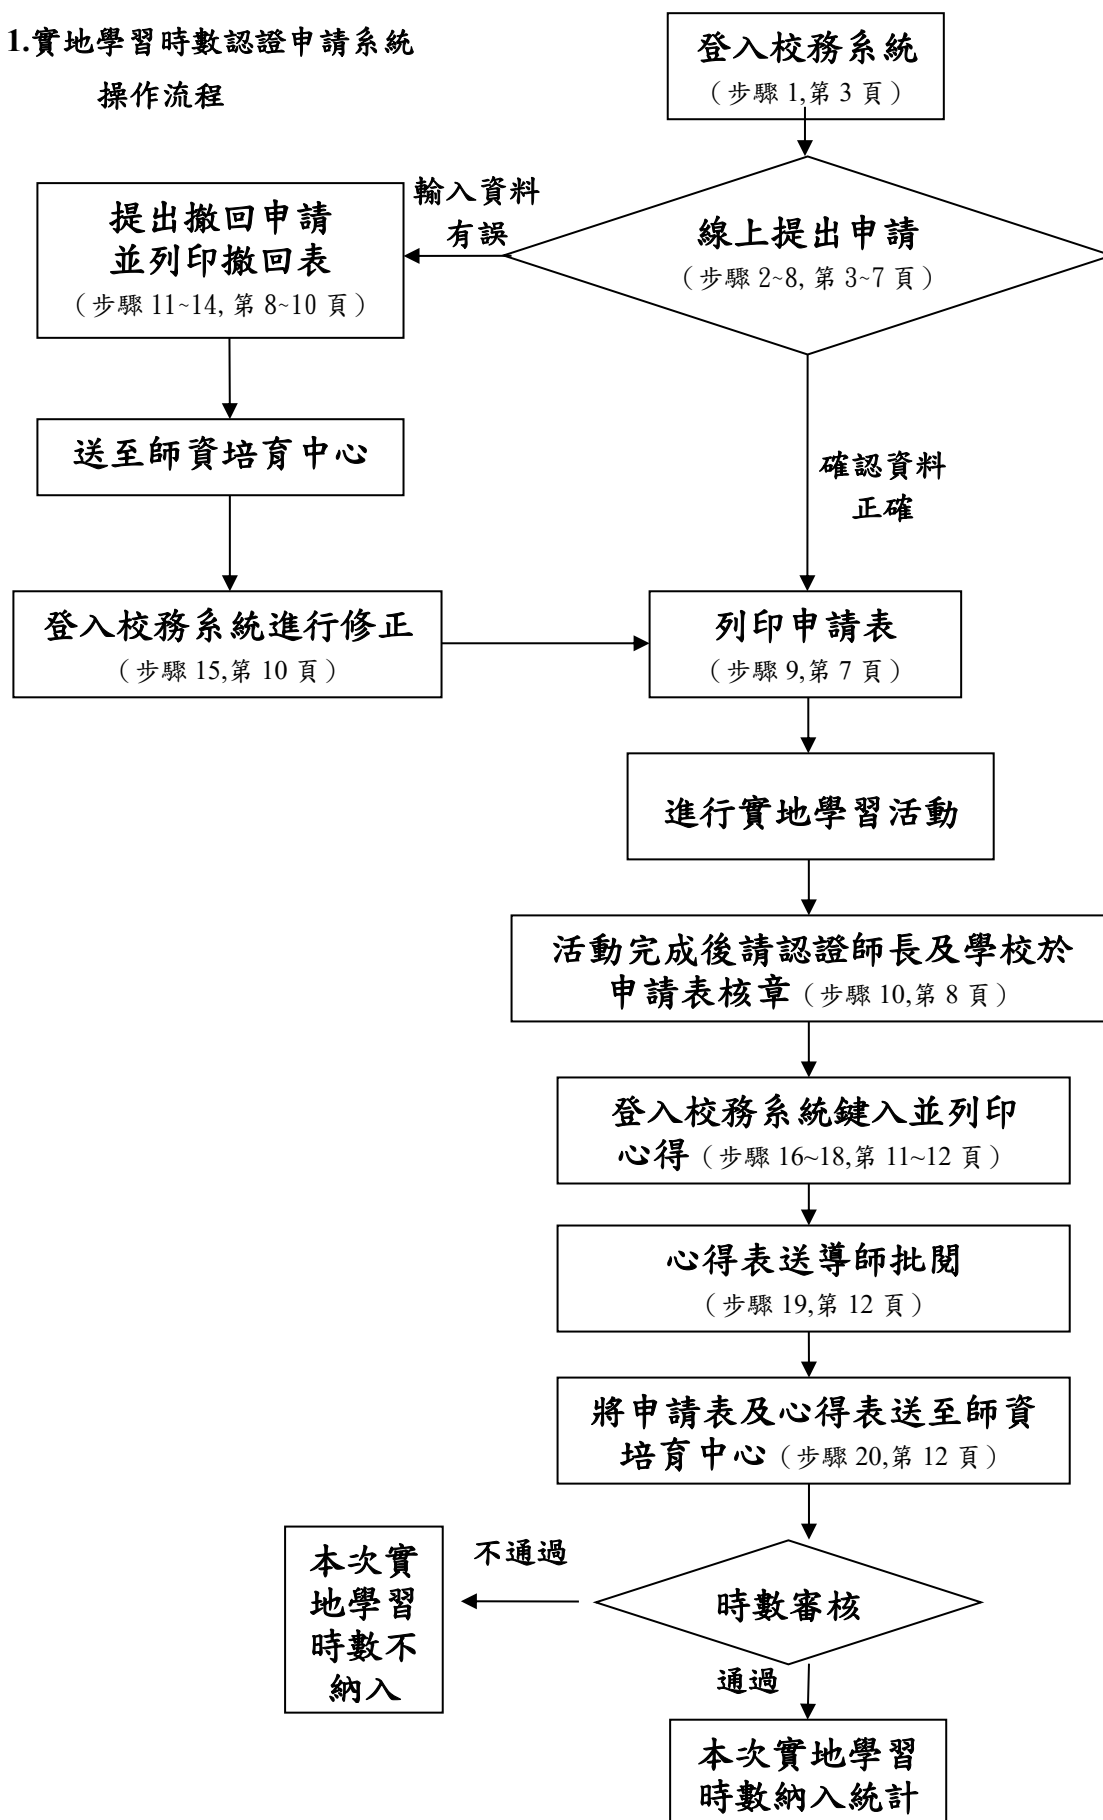 1.實地學習時數認證申請系統
操作流程
登入校務系統
（步驟 1,第 3 頁）
輸入資料
有誤
提出撤回申請
並列印撤回表
（步驟 11~14, 第 8~10 頁）
線上提出申請
（步驟 2~8, 第 3~7 頁）
送至師資培育中心
確認資料
正確
登入校務系統進行修正
（步驟 15,第 10 頁）
列印申請表
（步驟 9,第 7 頁）
進行實地學習活動
活動完成後請認證師長及學校於
申請表核章（步驟 10,第 8 頁）
登入校務系統鍵入並列印
心得（步驟 16~18,第 11~12 頁）
心得表送導師批閱
（步驟 19,第 12 頁）
將申請表及心得表送至師資
培育中心（步驟 20,第 12 頁）
不通過
本次實
地學習
時數不
納入
時數審核
通過
本次實地學習
時數納入統計